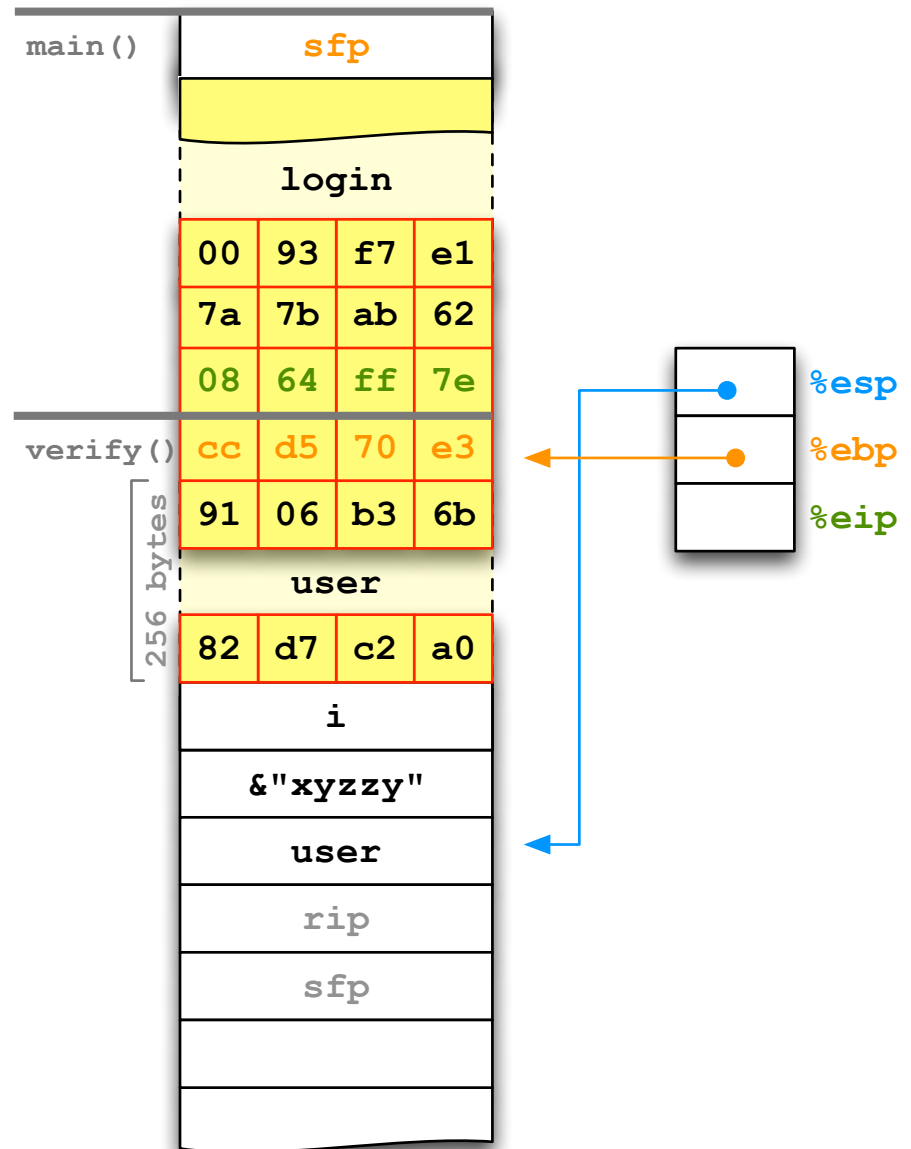 main() sfp
login
00 93 f7 e1
7a 7b ab 62
08 64 ff 7e %esp
verify() cc d5 70 e3 %ebp
91 06 b3 6b %eip
256 bytes
user
82 d7 c2 a0
i
&"xyzzy"
user
rip
sfp